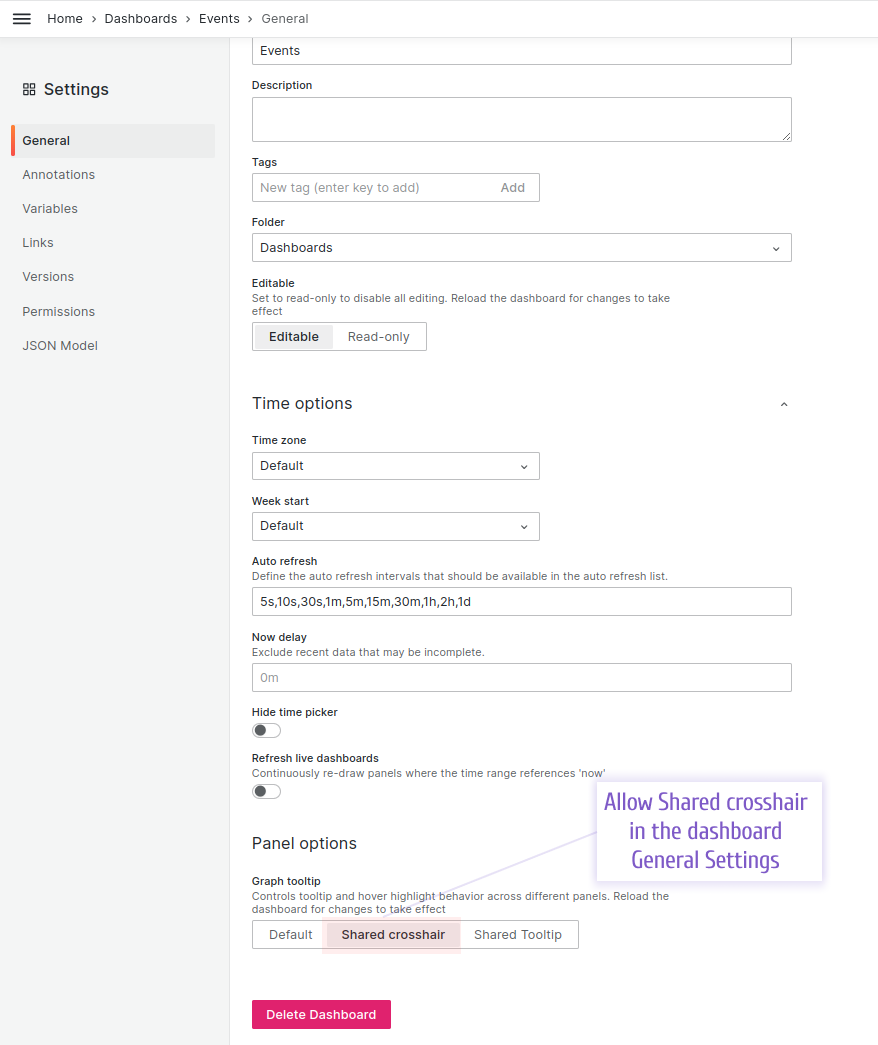 Home › Dashboards › Events › General
Settings
General
Annotations
Variables
Links
Versions
Permissions
JSON Model
Events
Description
Tags
New tag (enter key to add) Add
Folder
Dashboards
Editable
Set to read-only to disable all editing. Reload the dashboard for changes to take
effect
Editable Read-only
Time options
Time zone
Default
Week start
Default
Auto refresh
Define the auto refresh intervals that should be available in the auto refresh list.
5s,10s,30s,1m,5m,15m,30m,1h,2h,1d
Now delay
Exclude recent data that may be incomplete.
0m
Hide time picker
Refresh live dashboards
Continuously re-draw panels where the time range references 'now'
Allow Shared crosshair
in the dashboard
General Settings
Panel options
Graph tooltip
Controls tooltip and hover highlight behavior across different panels. Reload the
dashboard for changes to take effect
Default Shared crosshair Shared Tooltip
Delete Dashboard